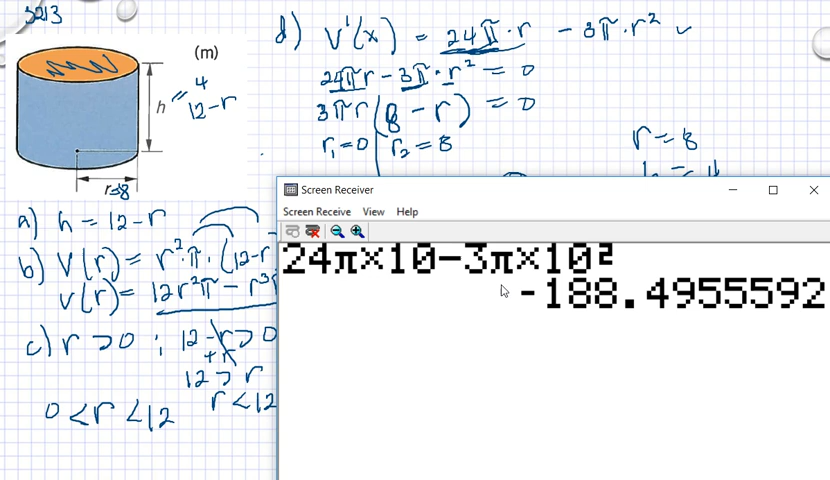 3213
(m)
4
h = 12-r
r=8
a) h = 12-r
b) V(r) = r²·π·(12-r
v(r) = 12r²π - r³π
c) r > 0 ; 12-r > 0
+r
12 > r
0 < r < 12 r < 12
d) V'(x) = 24π·r - 3π·r²
24πr - 3π·r² = 0
3πr(8-r) = 0
r₁=0 r₂=8
r=8
Screen Receiver
Screen Receive View Help
24π×10-3π×10²
-188.4955592